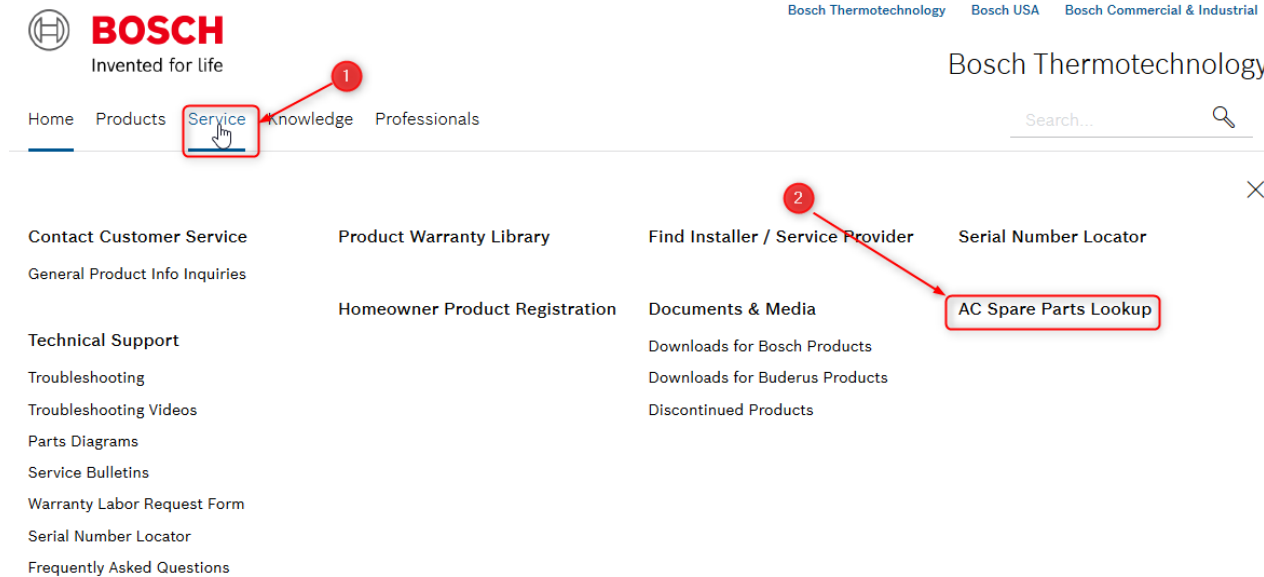 Bosch Thermotechnology Bosch USA Bosch Commercial & Industrial
BOSCH
Invented for life
Bosch Thermotechnology
1
Home Products Service Knowledge Professionals
Search...
2
Contact Customer Service
General Product Info Inquiries
Technical Support
Troubleshooting
Troubleshooting Videos
Parts Diagrams
Service Bulletins
Warranty Labor Request Form
Serial Number Locator
Frequently Asked Questions
Product Warranty Library
Homeowner Product Registration
Find Installer / Service Provider
Documents & Media
Downloads for Bosch Products
Downloads for Buderus Products
Discontinued Products
Serial Number Locator
AC Spare Parts Lookup